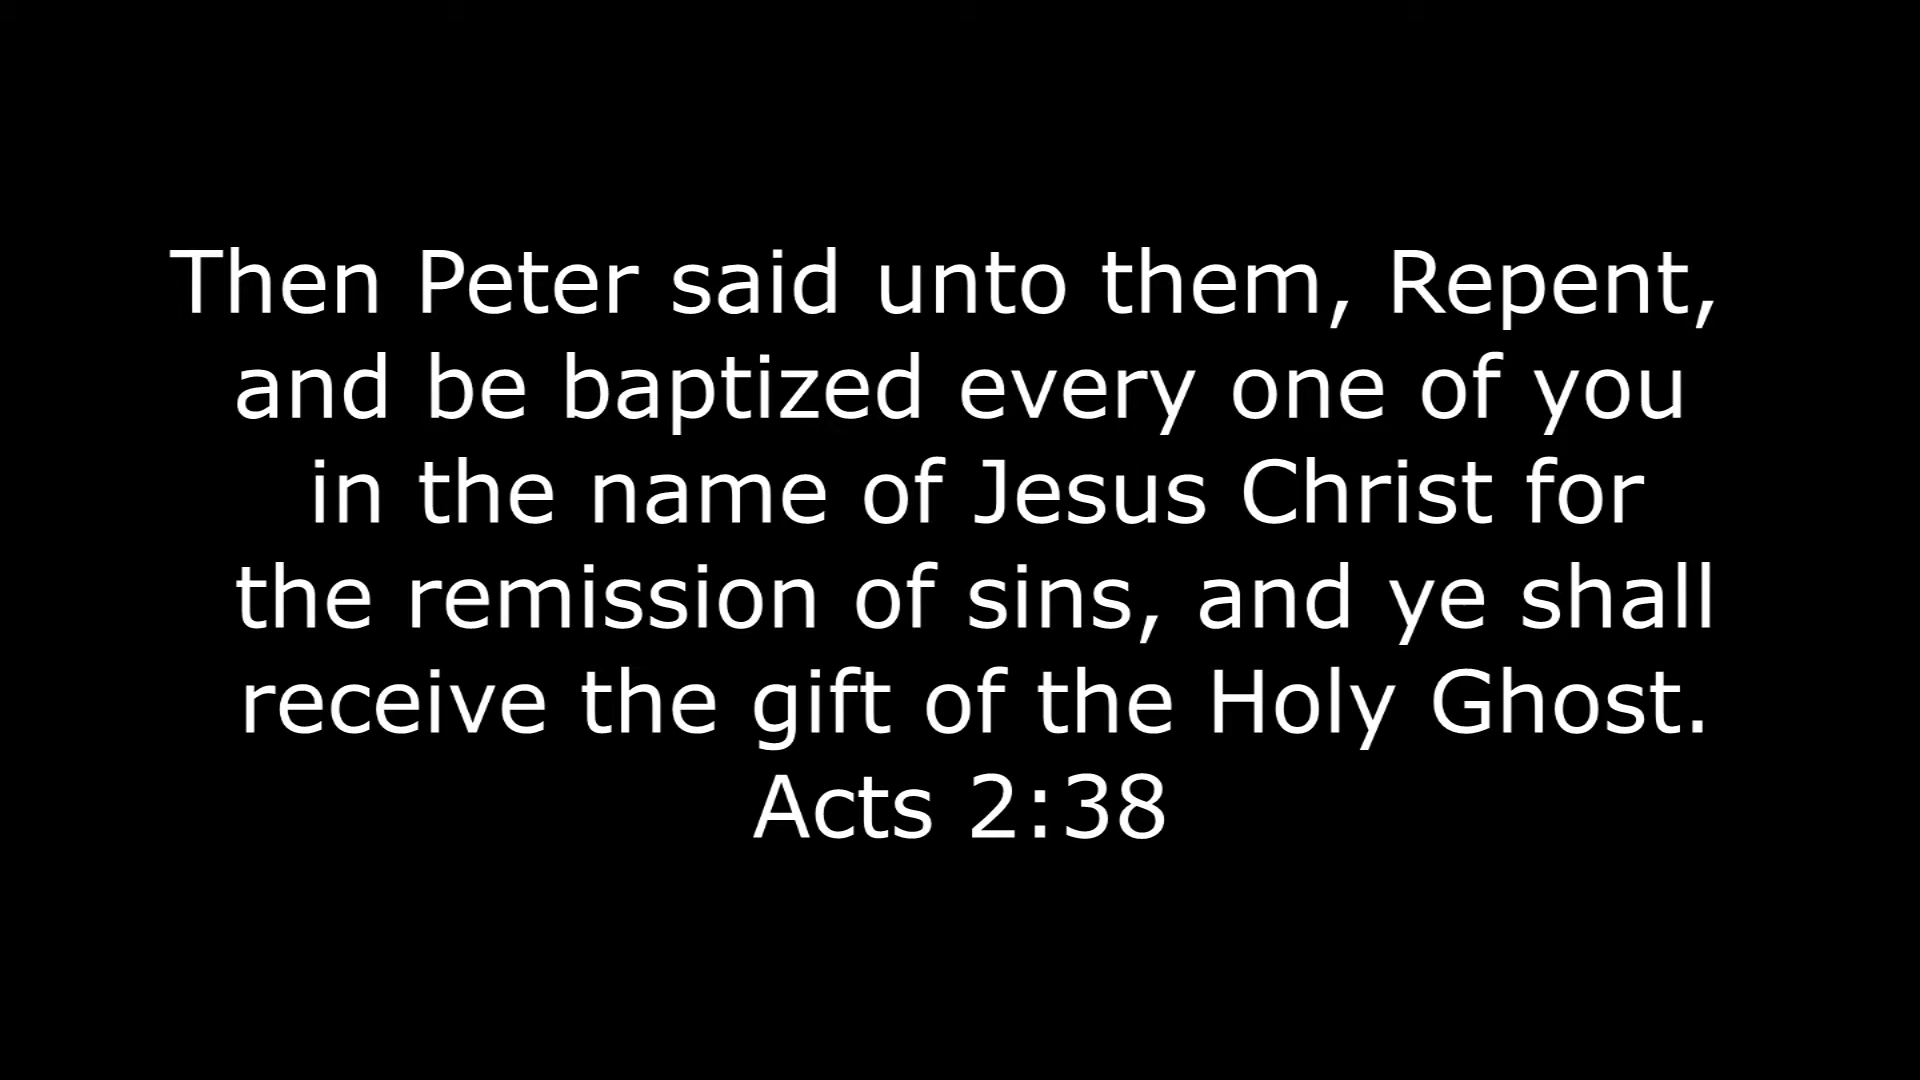 Then Peter said unto them, Repent,
and be baptized every one of you
in the name of Jesus Christ for
the remission of sins, and ye shall
receive the gift of the Holy Ghost.
Acts 2:38